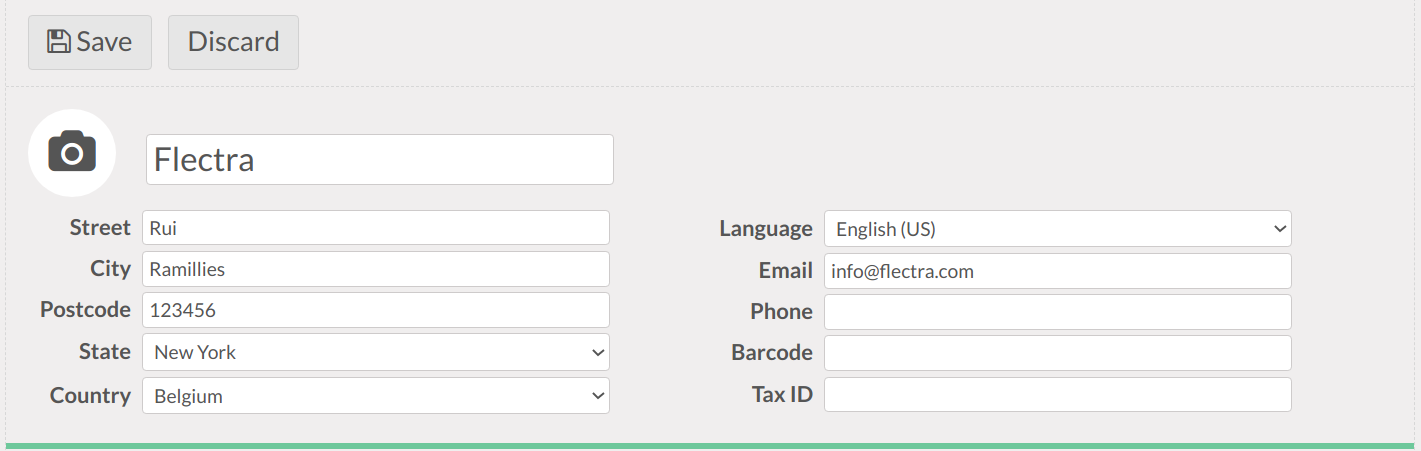 Save Discard
Flectra
Street Rui
City Ramillies
Postcode 123456
State New York
Country Belgium
Language English (US)
Email info@flectra.com
Phone
Barcode
Tax ID